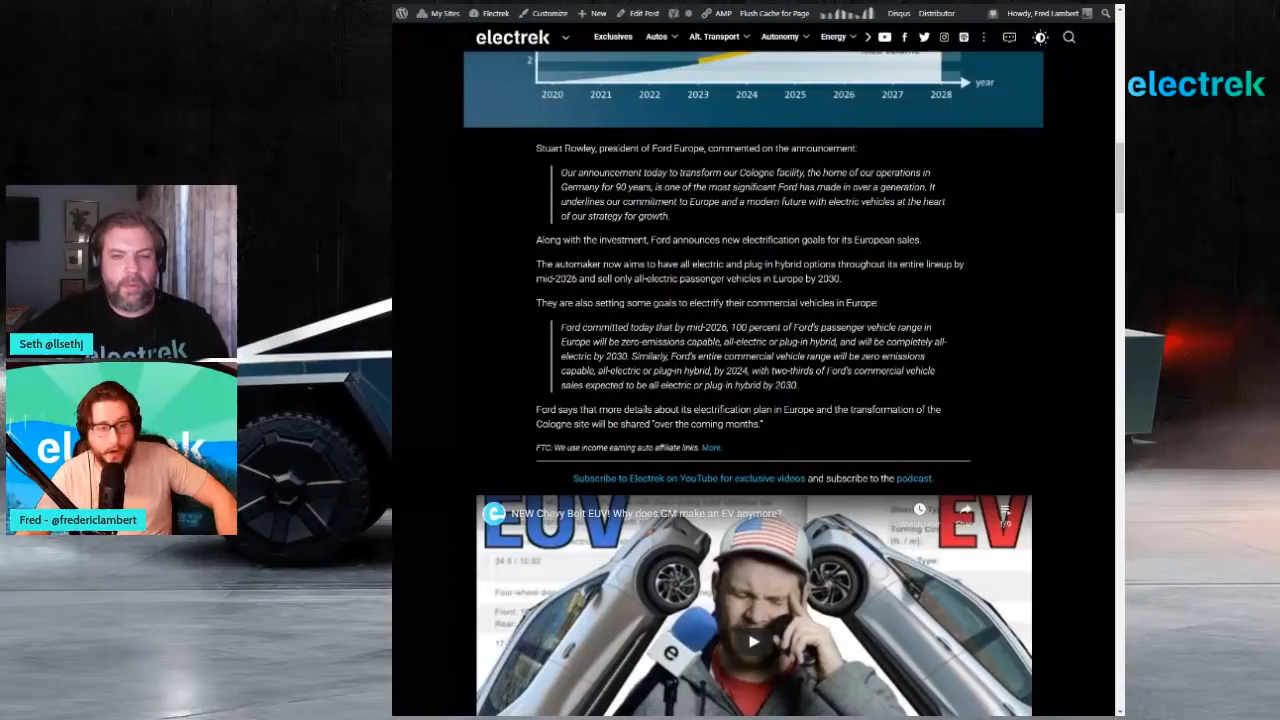 My Sites Electrek Customize + New Edit Post AMP Flush Cache for Page Disqus Distributor Howdy, Fred Lambert
electrek Exclusives Autos Alt. Transport Autonomy Energy
electrek
2
2020 2021 2022 2023 2024 2025 2026 2027 2028 year
Stuart Rowley, president of Ford Europe, commented on the announcement:
Our announcement today to transform our Cologne facility, the home of our operations in
Germany for 90 years, is one of the most significant Ford has made in over a generation. It
underlines our commitment to Europe and a modern future with electric vehicles at the heart
of our strategy for growth.
Along with the investment, Ford announces new electrification goals for its European sales.
The automaker now aims to have all-electric and plug-in hybrid options throughout its entire lineup by
mid-2026 and sell only all-electric passenger vehicles in Europe by 2030.
They are also setting some goals to electrify their commercial vehicles in Europe:
Ford committed today that by mid-2026, 100 percent of Ford's passenger vehicle range in
Europe will be zero-emissions capable, all-electric or plug-in hybrid, and will be completely all-
electric by 2030. Similarly, Ford's entire commercial vehicle range will be zero-emissions
capable, all-electric or plug-in hybrid, by 2024, with two-thirds of Ford's commercial vehicle
sales expected to be all-electric or plug-in hybrid by 2030.
Ford says that more details about its electrification plan in Europe and the transformation of the
Cologne site will be shared "over the coming months."
FTC: We use income earning auto affiliate links. More.
Subscribe to Electrek on YouTube for exclusive videos and subscribe to the podcast.
NEW Chevy Bolt EUV! Why does GM make an EV anymore?
Watch later Share 1/9
EUV EV
Turning Circle
(ft. / m):
Type:
Four-wheel
Front:
Rear
e
electrek
Seth @llsethj
Fred - @fredericlambert